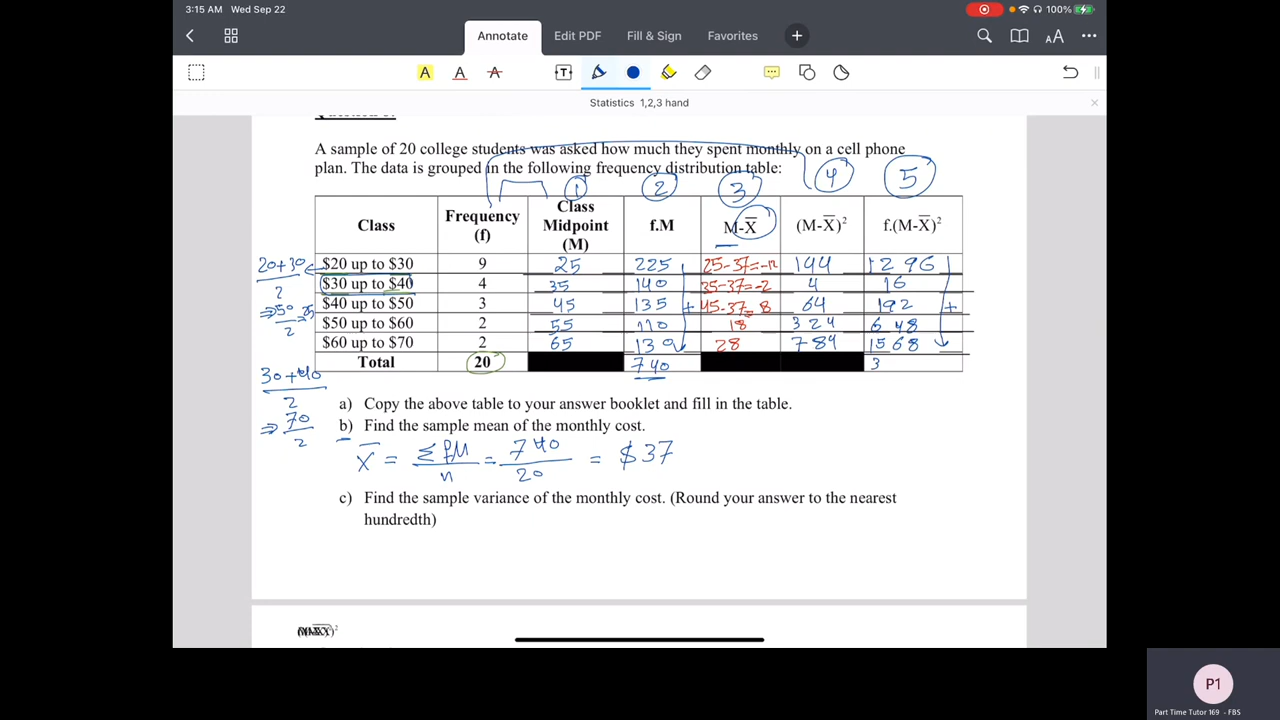 3:15 AM Wed Sep 22
100%
Annotate Edit PDF Fill & Sign Favorites
Statistics 1,2,3 hand
A sample of 20 college students was asked how much they spent monthly on a cell phone
plan. The data is grouped in the following frequency distribution table:
1 2 3 4 5
Class Frequency (f) Class Midpoint (M) f.M M-X̅ (M-X̅)² f.(M-X̅)²
$20 up to $30 9 25 225 25-37=-12 144 1296
$30 up to $40 4 35 140 35-37=-2 4 16
$40 up to $50 3 45 135 45-37= 8 64 192
$50 up to $60 2 55 110 18 324 648
$60 up to $70 2 65 130 28 784 1568
Total 20 740 3
+ +
20+30
2
⇒ 50 = 25
2
30+40
2
⇒ 70
2
a) Copy the above table to your answer booklet and fill in the table.
b) Find the sample mean of the monthly cost.
X̅ = ΣfM / n = 740 / 20 = $37
c) Find the sample variance of the monthly cost. (Round your answer to the nearest
hundredth)
P1
Part Time Tutor 169 - FBS